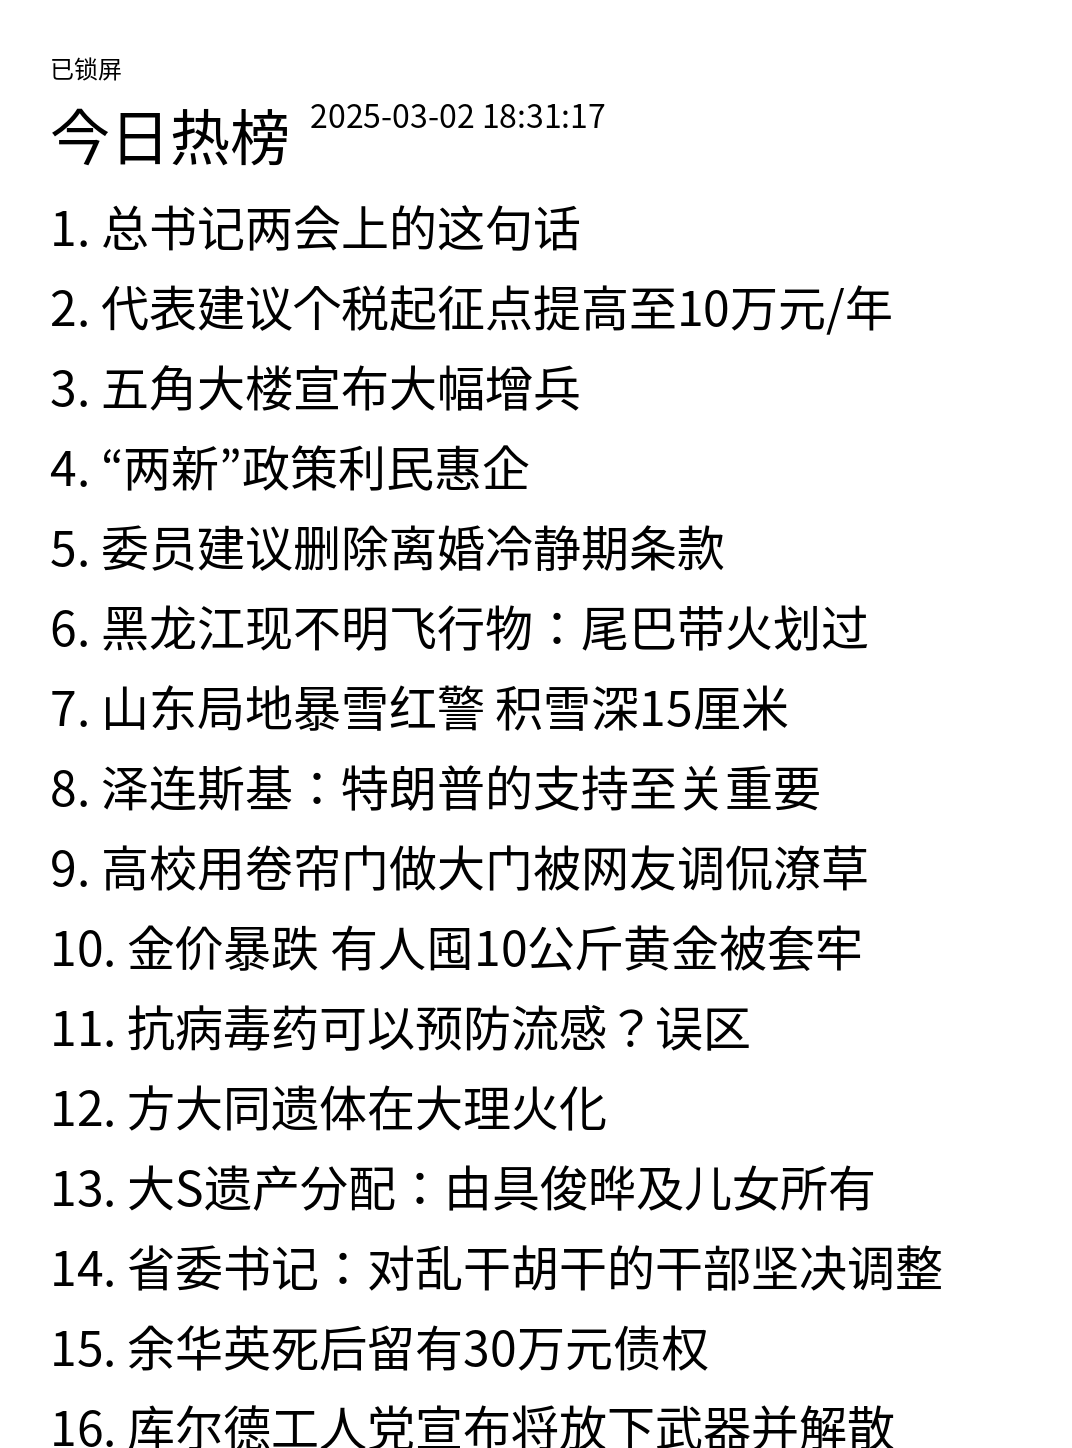 已锁屏
今日热榜 2025-03-02 18:31:17
1. 总书记两会上的这句话
2. 代表建议个税起征点提高至10万元/年
3. 五角大楼宣布大幅增兵
4. “两新”政策利民惠企
5. 委员建议删除离婚冷静期条款
6. 黑龙江现不明飞行物：尾巴带火划过
7. 山东局地暴雪红警 积雪深15厘米
8. 泽连斯基：特朗普的支持至关重要
9. 高校用卷帘门做大门被网友调侃潦草
10. 金价暴跌 有人囤10公斤黄金被套牢
11. 抗病毒药可以预防流感？误区
12. 方大同遗体在大理火化
13. 大S遗产分配：由具俊晔及儿女所有
14. 省委书记：对乱干胡干的干部坚决调整
15. 余华英死后留有30万元债权
16. 库尔德工人党宣布将放下武器并解散